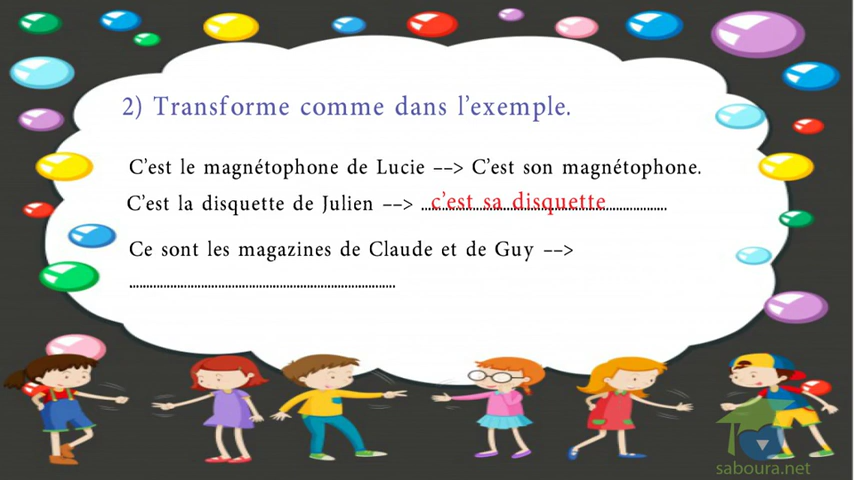 2) Transforme comme dans l'exemple.
C'est le magnétophone de Lucie --> C'est son magnétophone.
C'est la disquette de Julien --> ...c'est sa disquette...............
Ce sont les magazines de Claude et de Guy -->
................................................................
saboura.net